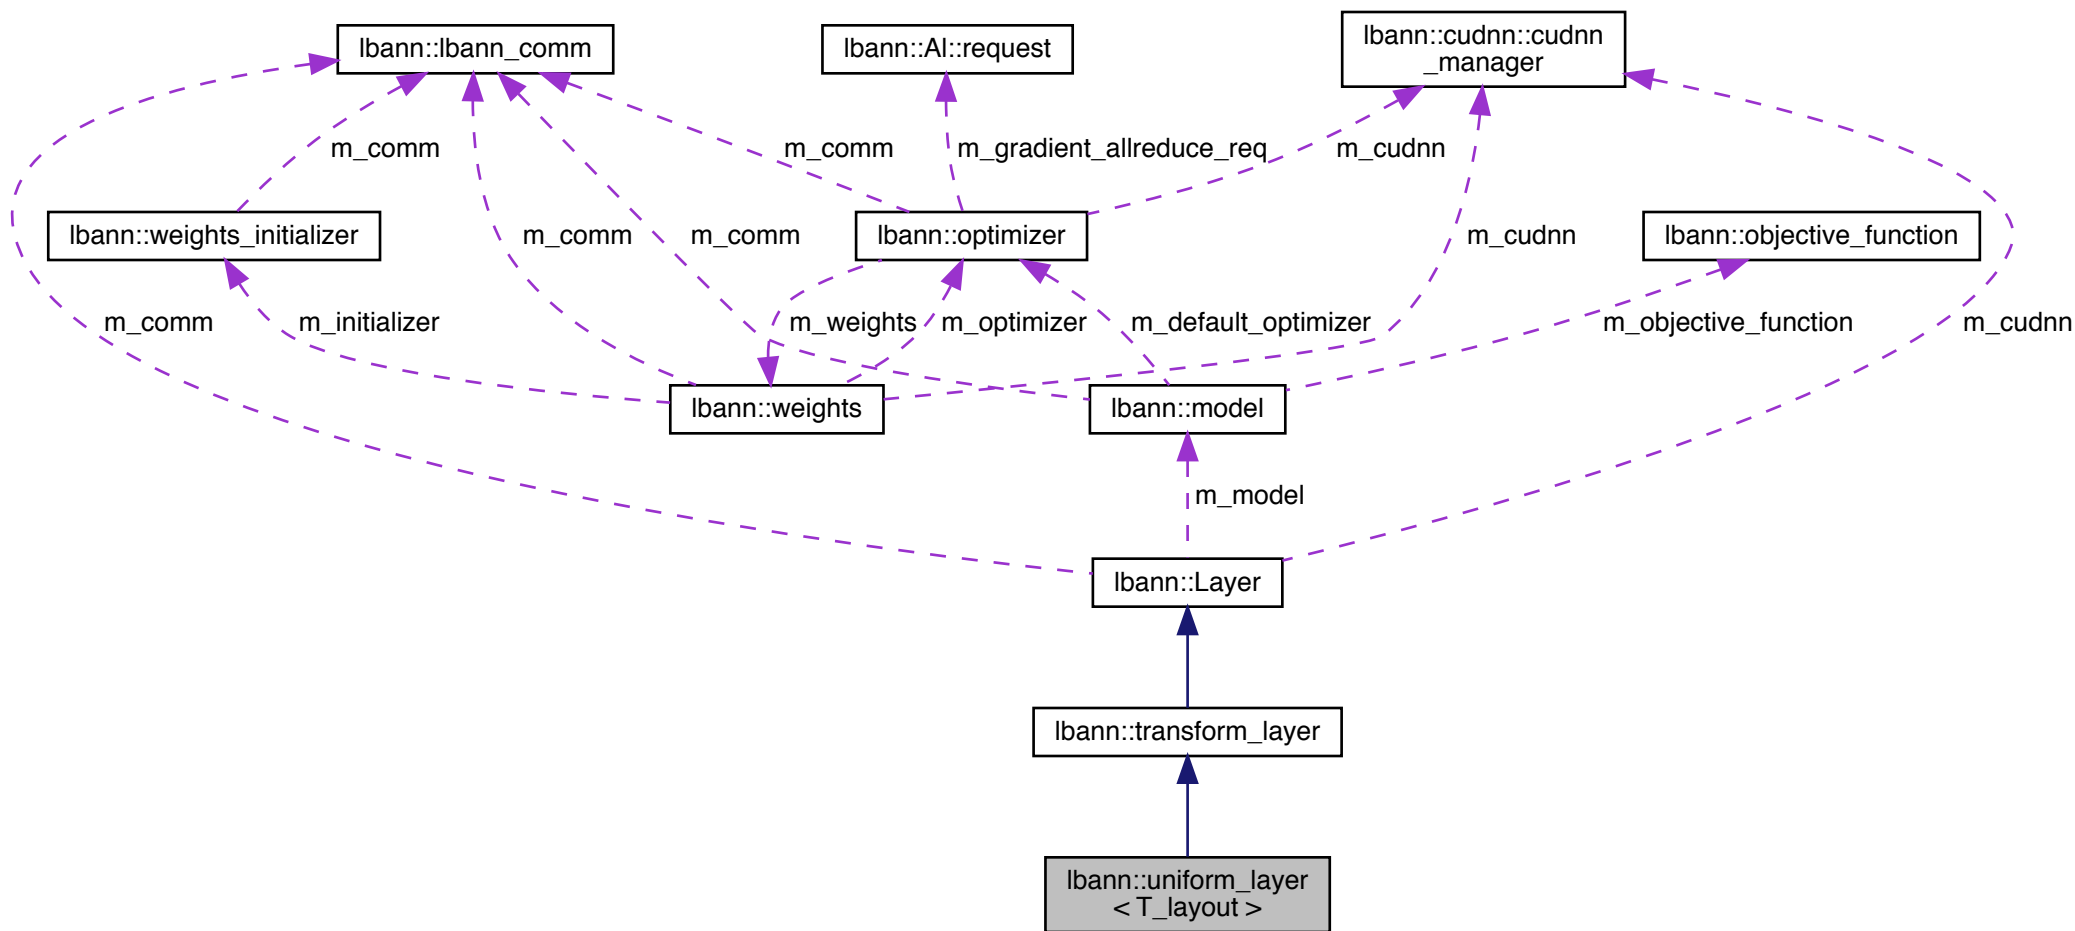 lbann::lbann_comm
lbann::Al::request
lbann::cudnn::cudnn
_manager
m_comm
m_comm
m_gradient_allreduce_req
m_cudnn
lbann::weights_initializer
m_comm
m_comm
lbann::optimizer
m_cudnn
lbann::objective_function
m_comm
m_initializer
m_weights
m_optimizer
m_default_optimizer
m_objective_function
m_cudnn
lbann::weights
lbann::model
m_model
lbann::Layer
lbann::transform_layer
lbann::uniform_layer
< T_layout >